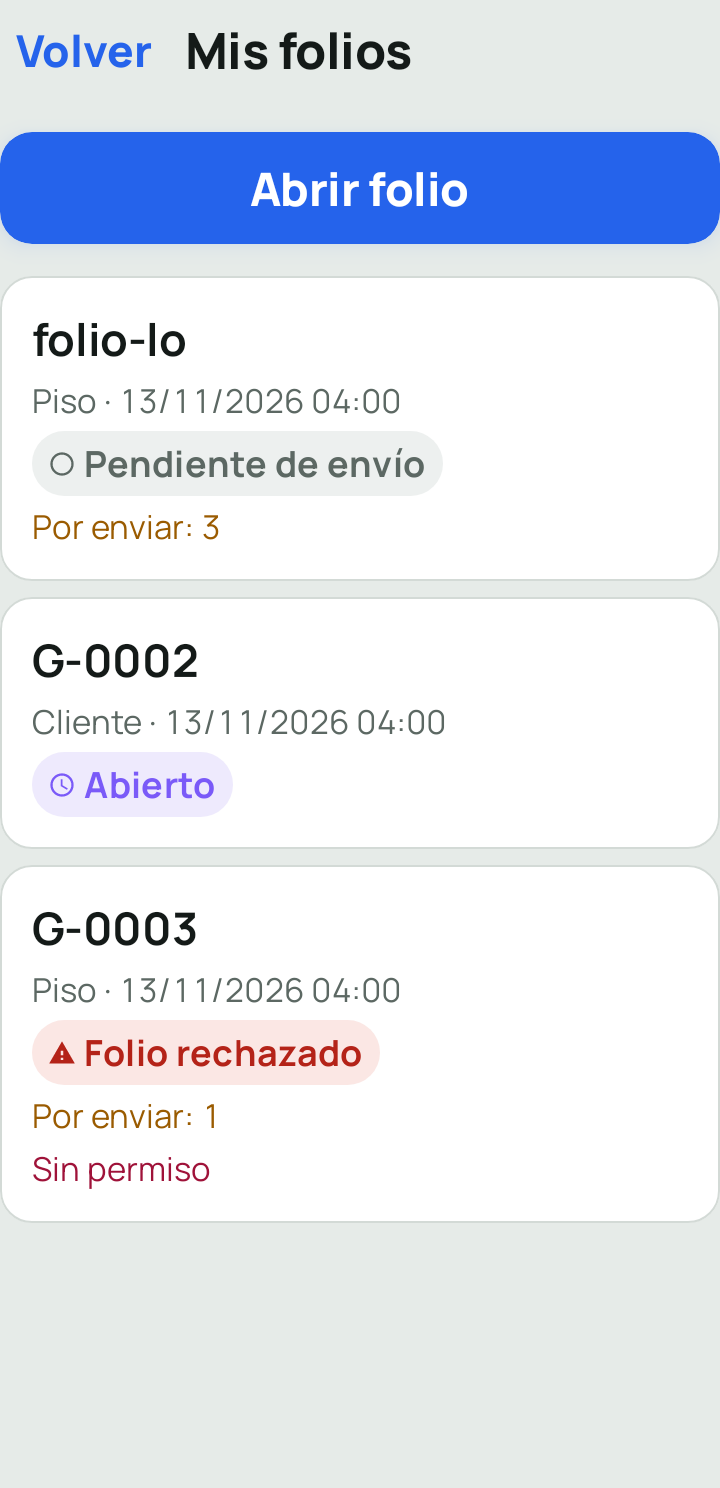 Volver Mis folios
Abrir folio
folio-lo
Piso · 13/11/2026 04:00
Pendiente de envío
Por enviar: 3
G-0002
Cliente · 13/11/2026 04:00
Abierto
G-0003
Piso · 13/11/2026 04:00
Folio rechazado
Por enviar: 1
Sin permiso